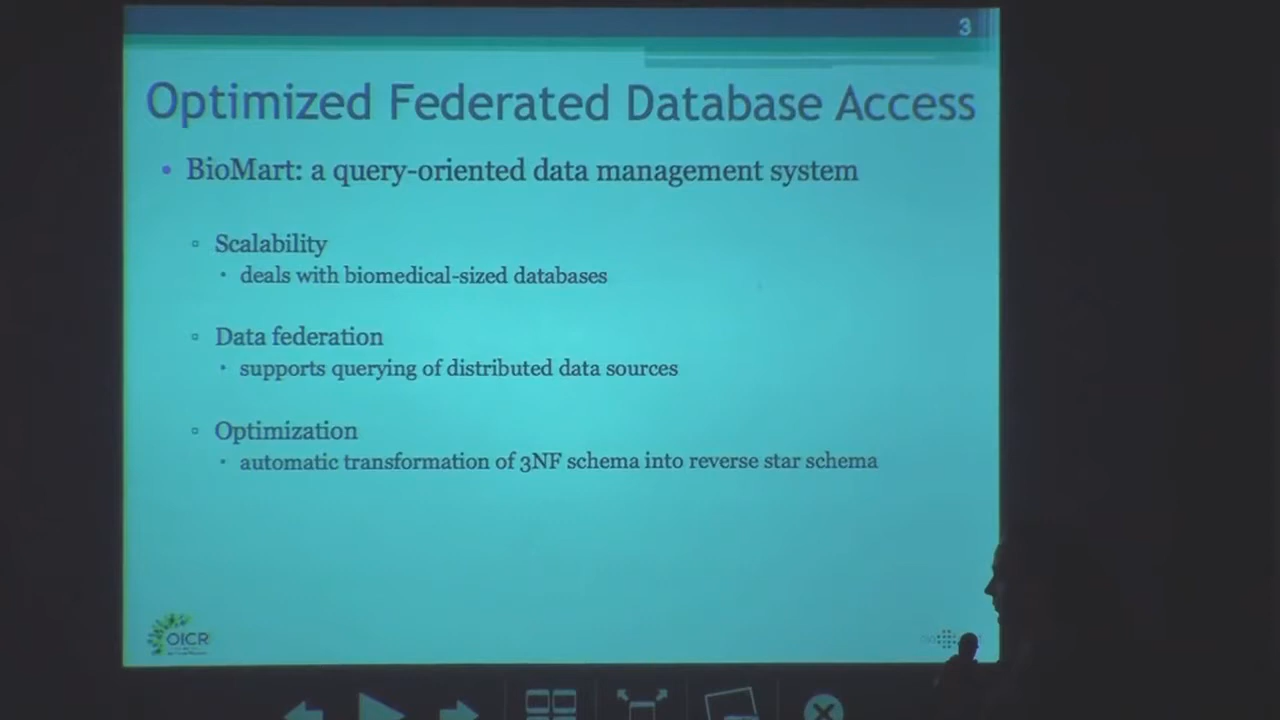 3
Optimized Federated Database Access
• BioMart: a query-oriented data management system
▫ Scalability
• deals with biomedical-sized databases
▫ Data federation
• supports querying of distributed data sources
▫ Optimization
• automatic transformation of 3NF schema into reverse star schema
OICR